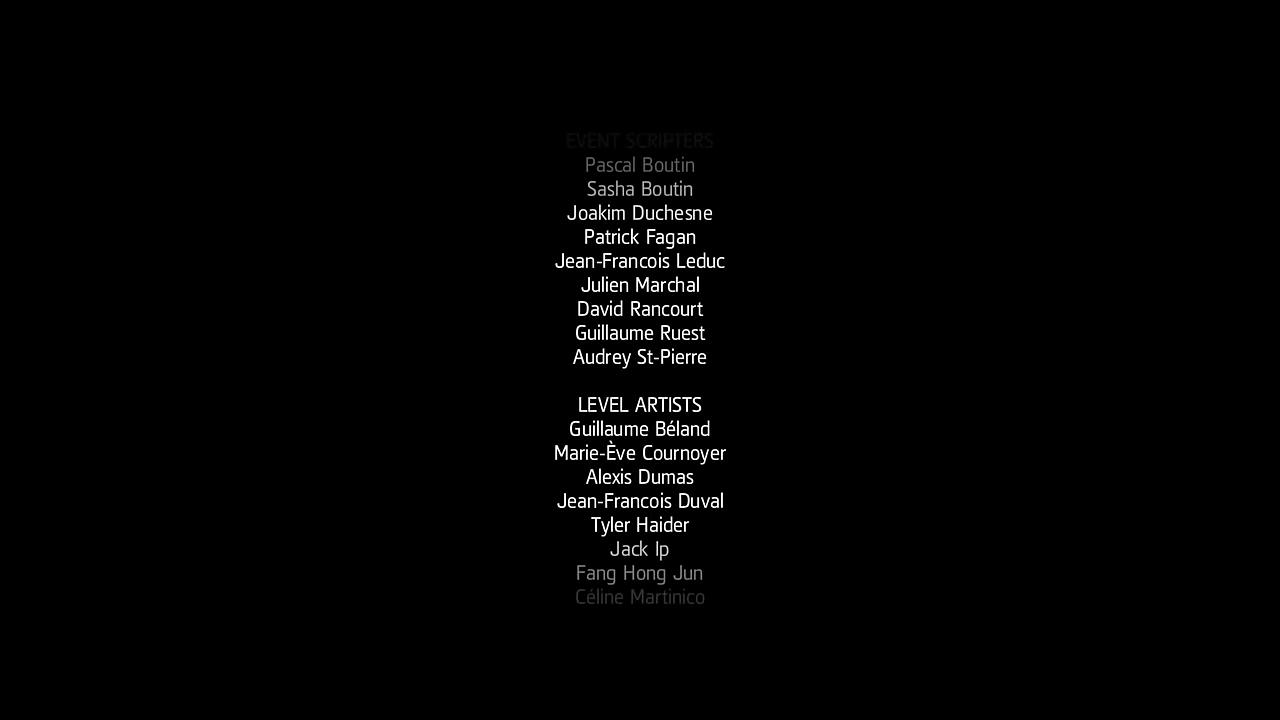 EVENT SCRIPTERS
Pascal Boutin
Sasha Boutin
Joakim Duchesne
Patrick Fagan
Jean-Francois Leduc
Julien Marchal
David Rancourt
Guillaume Ruest
Audrey St-Pierre
LEVEL ARTISTS
Guillaume Béland
Marie-Ève Cournoyer
Alexis Dumas
Jean-Francois Duval
Tyler Haider
Jack Ip
Fang Hong Jun
Céline Martinico